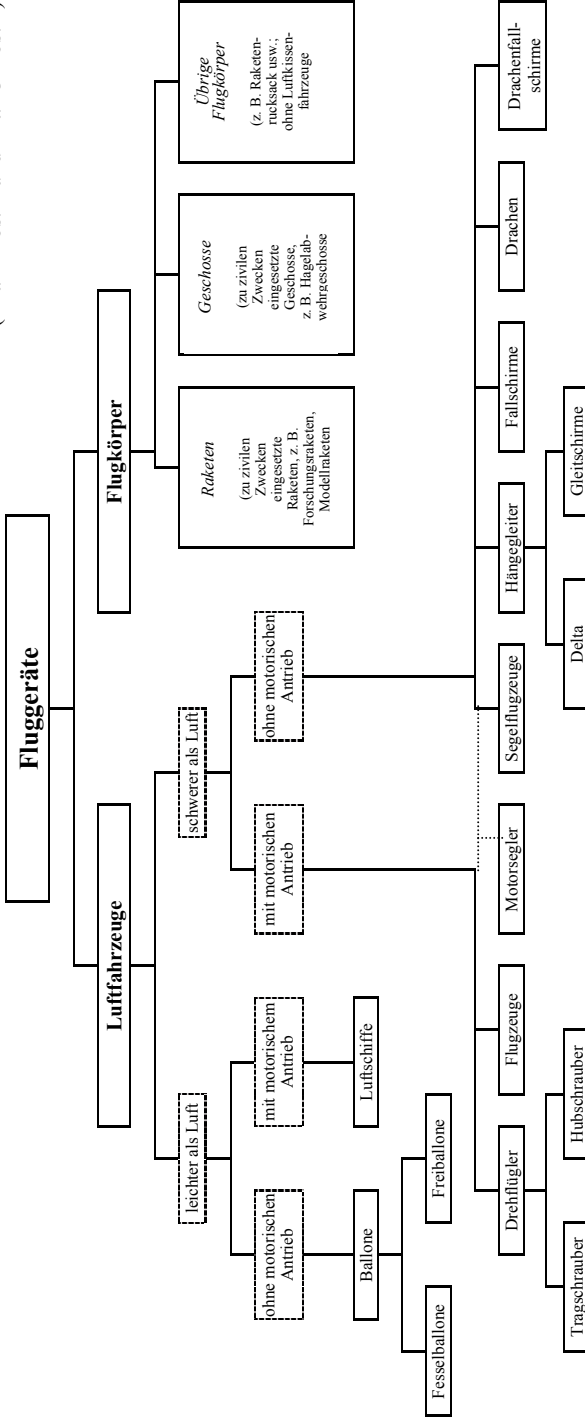 Fluggeräte
Luftfahrzeuge
Flugkörper
leichter als Luft
schwerer als Luft
Raketen
(zu zivilen
Zwecken
eingesetzte
Raketen, z. B.
Forschungsraketen,
Modellraketen
Geschosse
(zu zivilen
Zwecken
eingesetzte
Geschosse,
z. B. Hagelab-
wehrgeschosse
Übrige
Flugkörper
(z. B. Raketen-
rucksack usw.;
ohne Luftkissen-
fahrzeuge
ohne motorischen
Antrieb
mit motorischem
Antrieb
mit motorischen
Antrieb
ohne motorischen
Antrieb
Ballone
Luftschiffe
Fesselballone
Freiballone
Drehflügler
Flugzeuge
Motorsegler
Segelflugzeuge
Hängegleiter
Fallschirme
Drachen
Drachenfall-
schirme
Tragschrauber
Hubschrauber
Delta
Gleitschirme